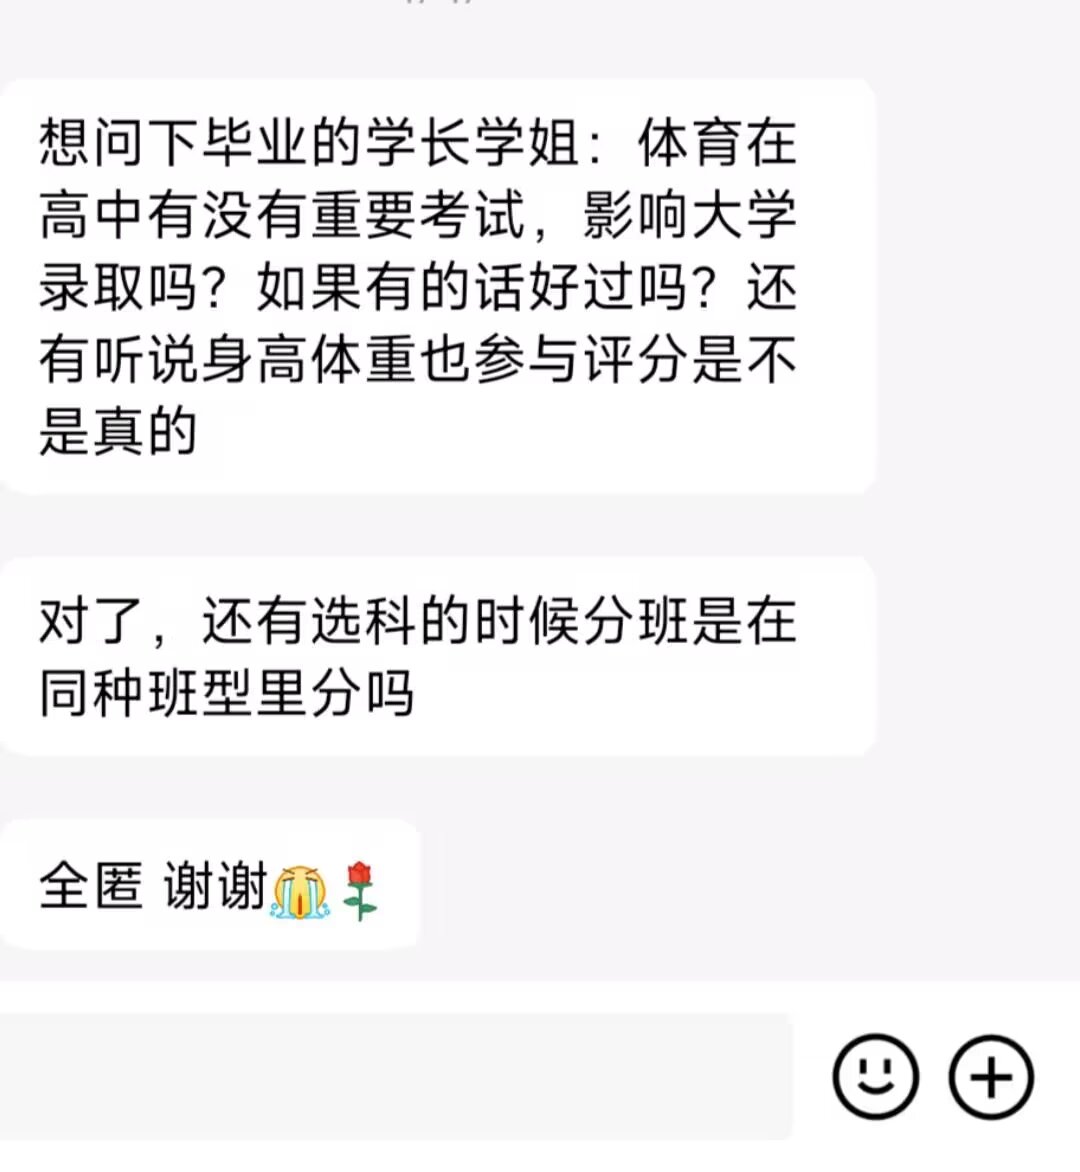 想问下毕业的学长学姐：体育在
高中有没有重要考试，影响大学
录取吗？如果有的话好过吗？还
有听说身高体重也参与评分是不
是真的
对了，还有选科的时候分班是在
同种班型里分吗
全匿 谢谢😭🌹